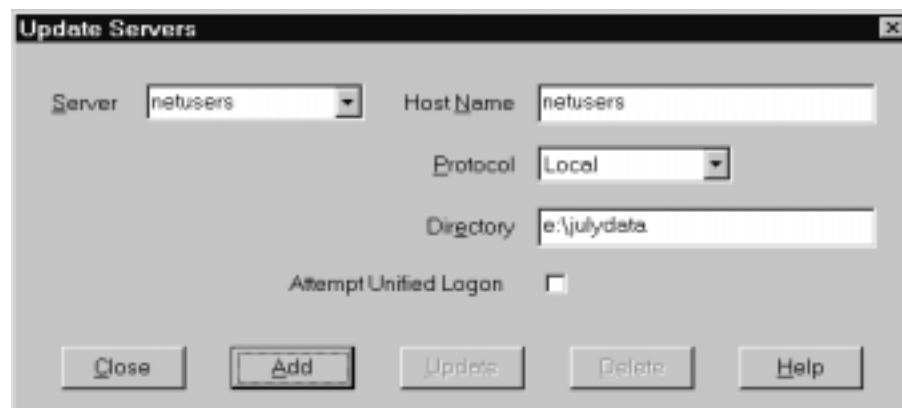 Update Servers
Server netusers Host Name netusers
Protocol Local
Directory e:\julydata
Attempt Unified Logon
Close Add Update Delete Help